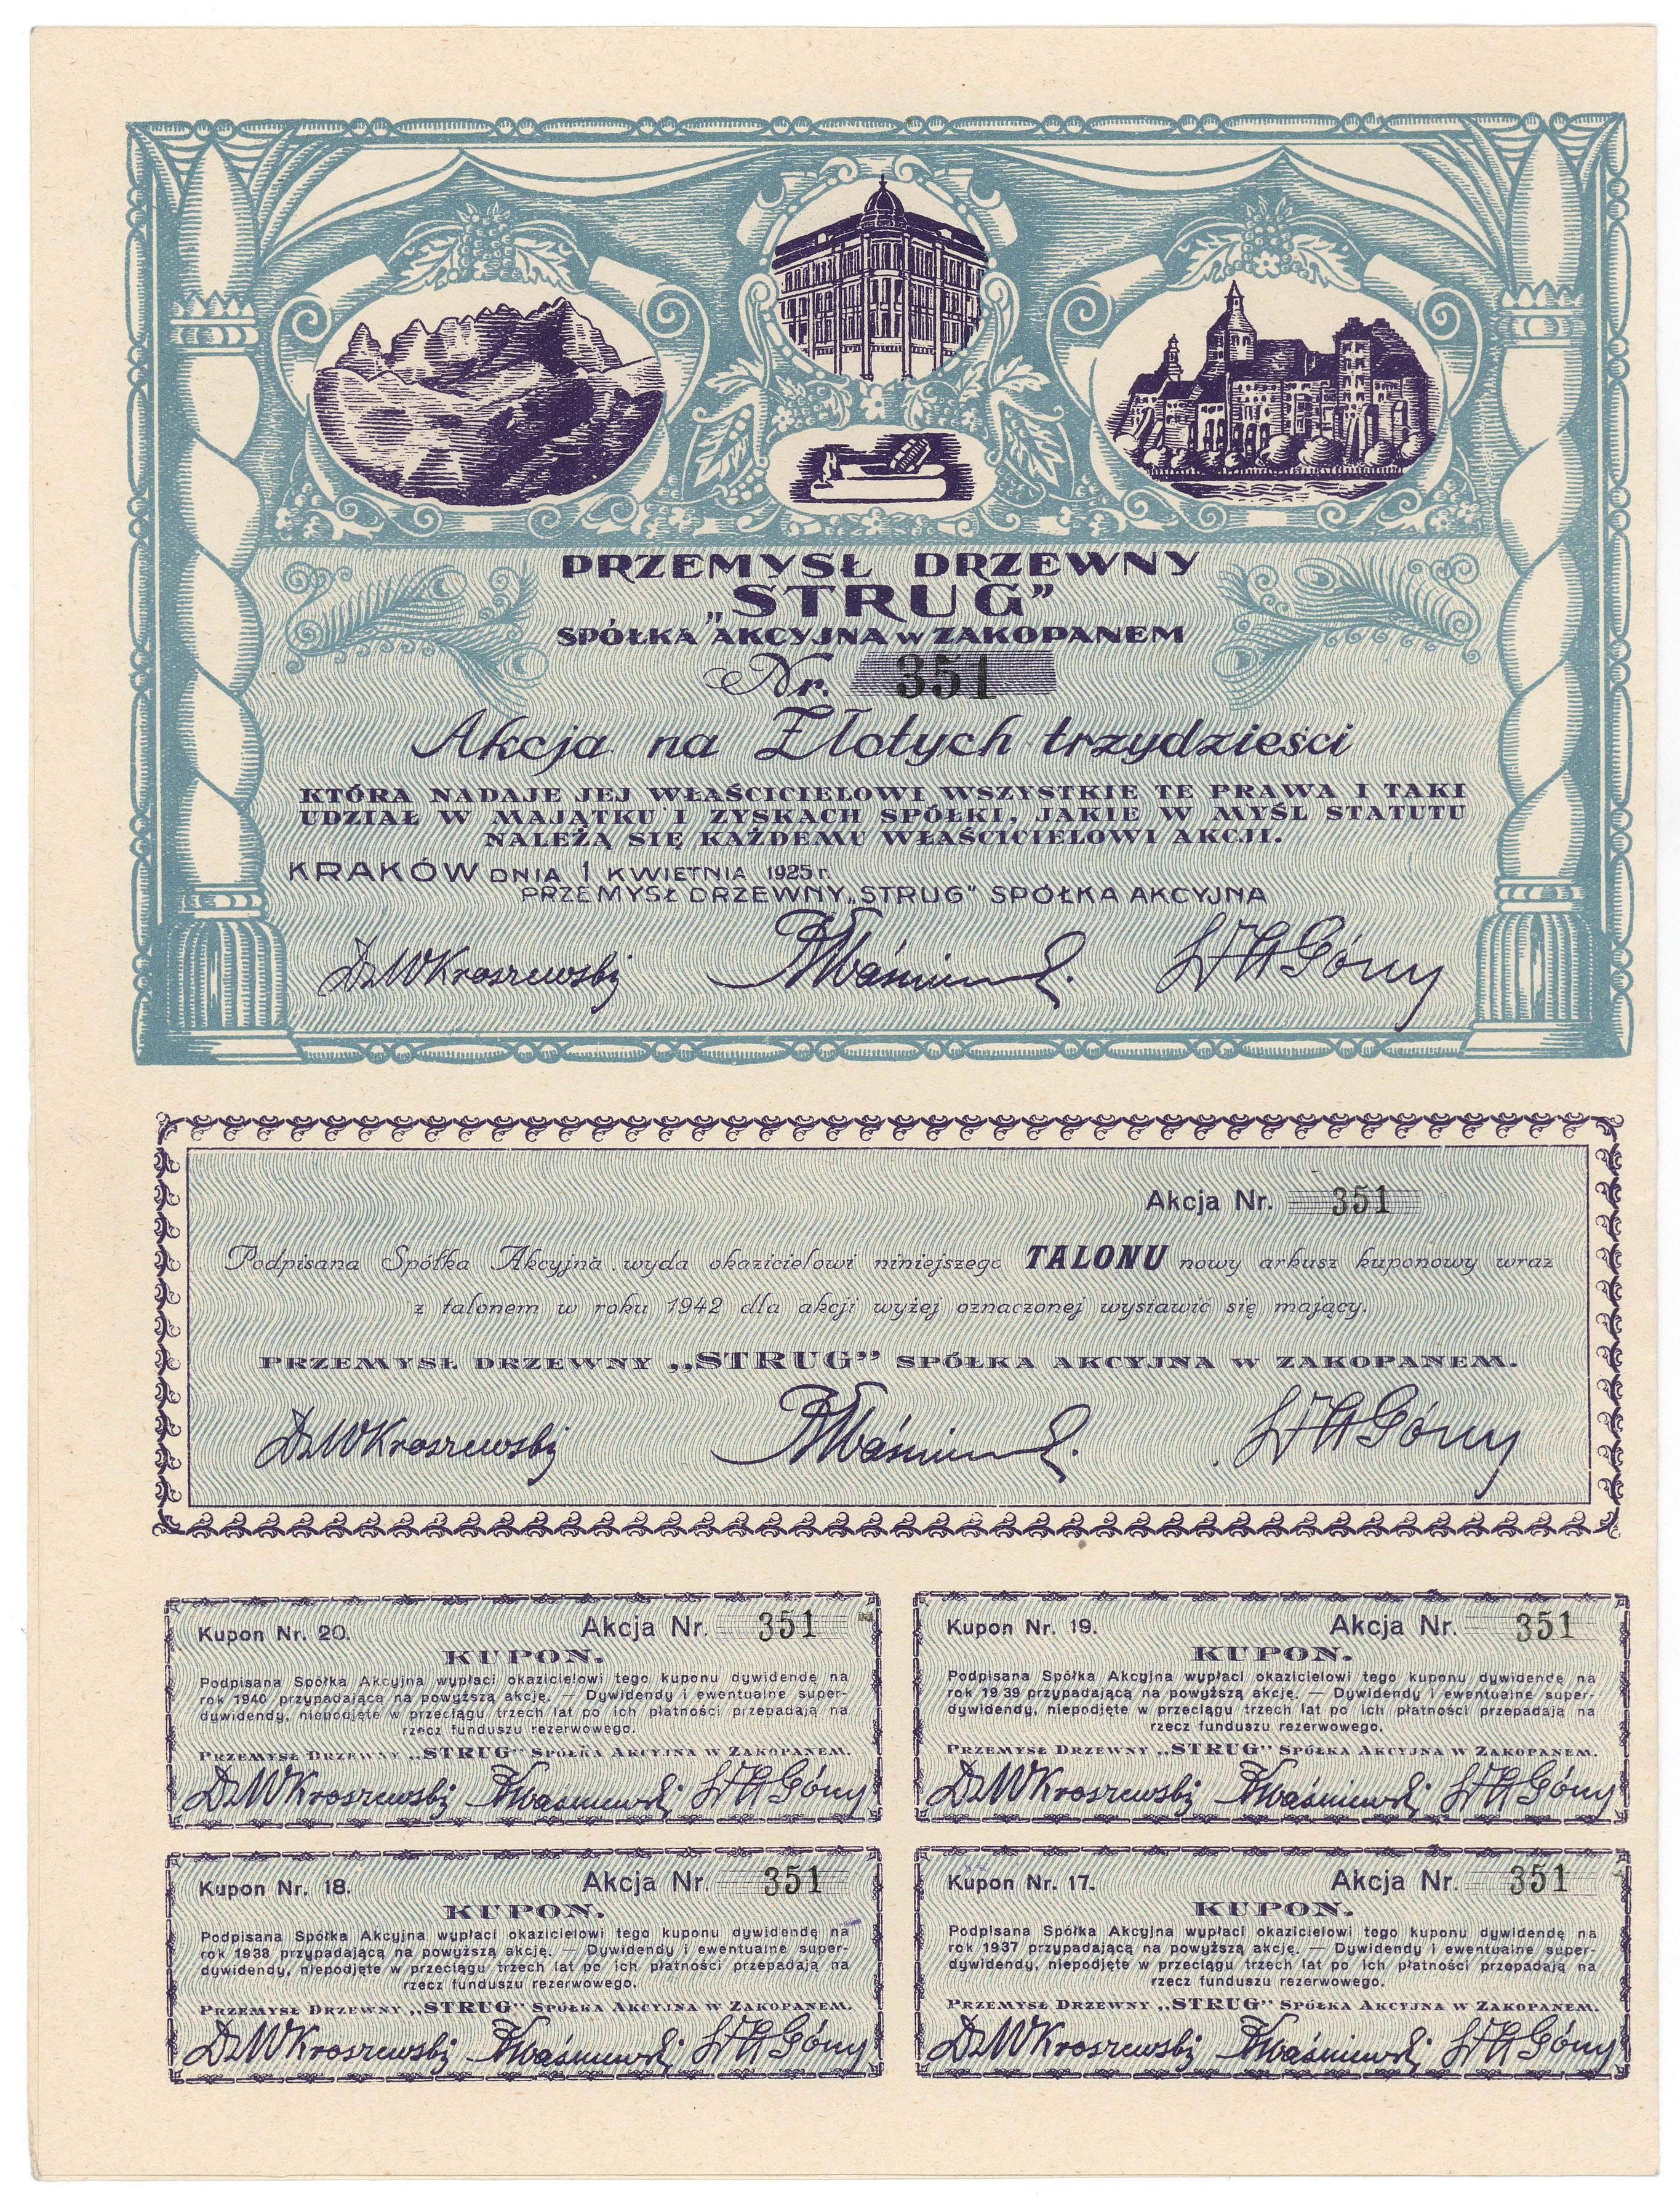 PRZEMYSŁ DRZEWNY
„STRUG”
SPÓŁKA AKCYJNA W ZAKOPANEM
Nr. 351
Akcja na Złotych trzydzieści
KTÓRA NADAJE JEJ WŁAŚCICIELOWI WSZYSTKIE TE PRAWA I TAKI
UDZIAŁ W MAJĄTKU I ZYSKACH SPÓŁKI, JAKIE W MYŚL STATUTU
NALEŻĄ SIĘ KAŻDEMU WŁAŚCICIELOWI AKCJI.
KRAKÓW DNIA 1 KWIETNIA 1925 r.
PRZEMYSŁ DRZEWNY „STRUG” SPÓŁKA AKCYJNA
Akcja Nr. 351
Podpisana Spółka Akcyjna wyda okazicielowi niniejszego TALONU nowy arkusz kuponowy wraz
z talonem w roku 1942 dla akcji wyżej oznaczonej wystawić się mający.
PRZEMYSŁ DRZEWNY „STRUG” SPÓŁKA AKCYJNA W ZAKOPANEM.
Kupon Nr. 20. Akcja Nr. 351
KUPON.
Podpisana Spółka Akcyjna wypłaci okazicielowi tego kuponu dywidendę na
rok 1940 przypadającą na powyższą akcję. — Dywidendy i ewentualne super-
dywidendy, niepodjęte w przeciągu trzech lat po ich płatności przepadają na
rzecz funduszu rezerwowego.
PRZEMYSŁ DRZEWNY „STRUG” SPÓŁKA AKCYJNA W ZAKOPANEM.
Kupon Nr. 19. Akcja Nr. 351
KUPON.
Podpisana Spółka Akcyjna wypłaci okazicielowi tego kuponu dywidendę na
rok 1939 przypadającą na powyższą akcję. — Dywidendy i ewentualne super-
dywidendy, niepodjęte w przeciągu trzech lat po ich płatności przepadają na
rzecz funduszu rezerwowego.
PRZEMYSŁ DRZEWNY „STRUG” SPÓŁKA AKCYJNA W ZAKOPANEM.
Kupon Nr. 18. Akcja Nr. 351
KUPON.
Podpisana Spółka Akcyjna wypłaci okazicielowi tego kuponu dywidendę na
rok 1938 przypadającą na powyższą akcję. — Dywidendy i ewentualne super-
dywidendy, niepodjęte w przeciągu trzech lat po ich płatności przepadają na
rzecz funduszu rezerwowego.
PRZEMYSŁ DRZEWNY „STRUG” SPÓŁKA AKCYJNA W ZAKOPANEM.
Kupon Nr. 17. Akcja Nr. 351
KUPON.
Podpisana Spółka Akcyjna wypłaci okazicielowi tego kuponu dywidendę na
rok 1937 przypadającą na powyższą akcję. — Dywidendy i ewentualne super-
dywidendy, niepodjęte w przeciągu trzech lat po ich płatności przepadają na
rzecz funduszu rezerwowego.
PRZEMYSŁ DRZEWNY „STRUG” SPÓŁKA AKCYJNA W ZAKOPANEM.